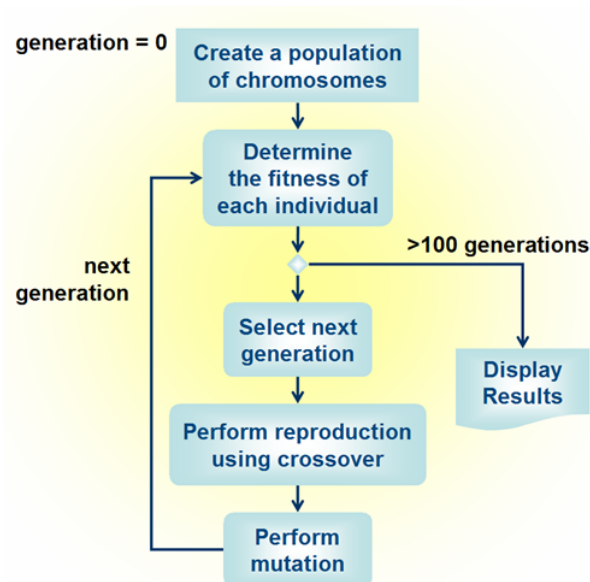 generation = 0
Create a population
of chromosomes
Determine
the fitness of
each individual
>100 generations
next
generation
Select next
generation
Display
Results
Perform reproduction
using crossover
Perform
mutation